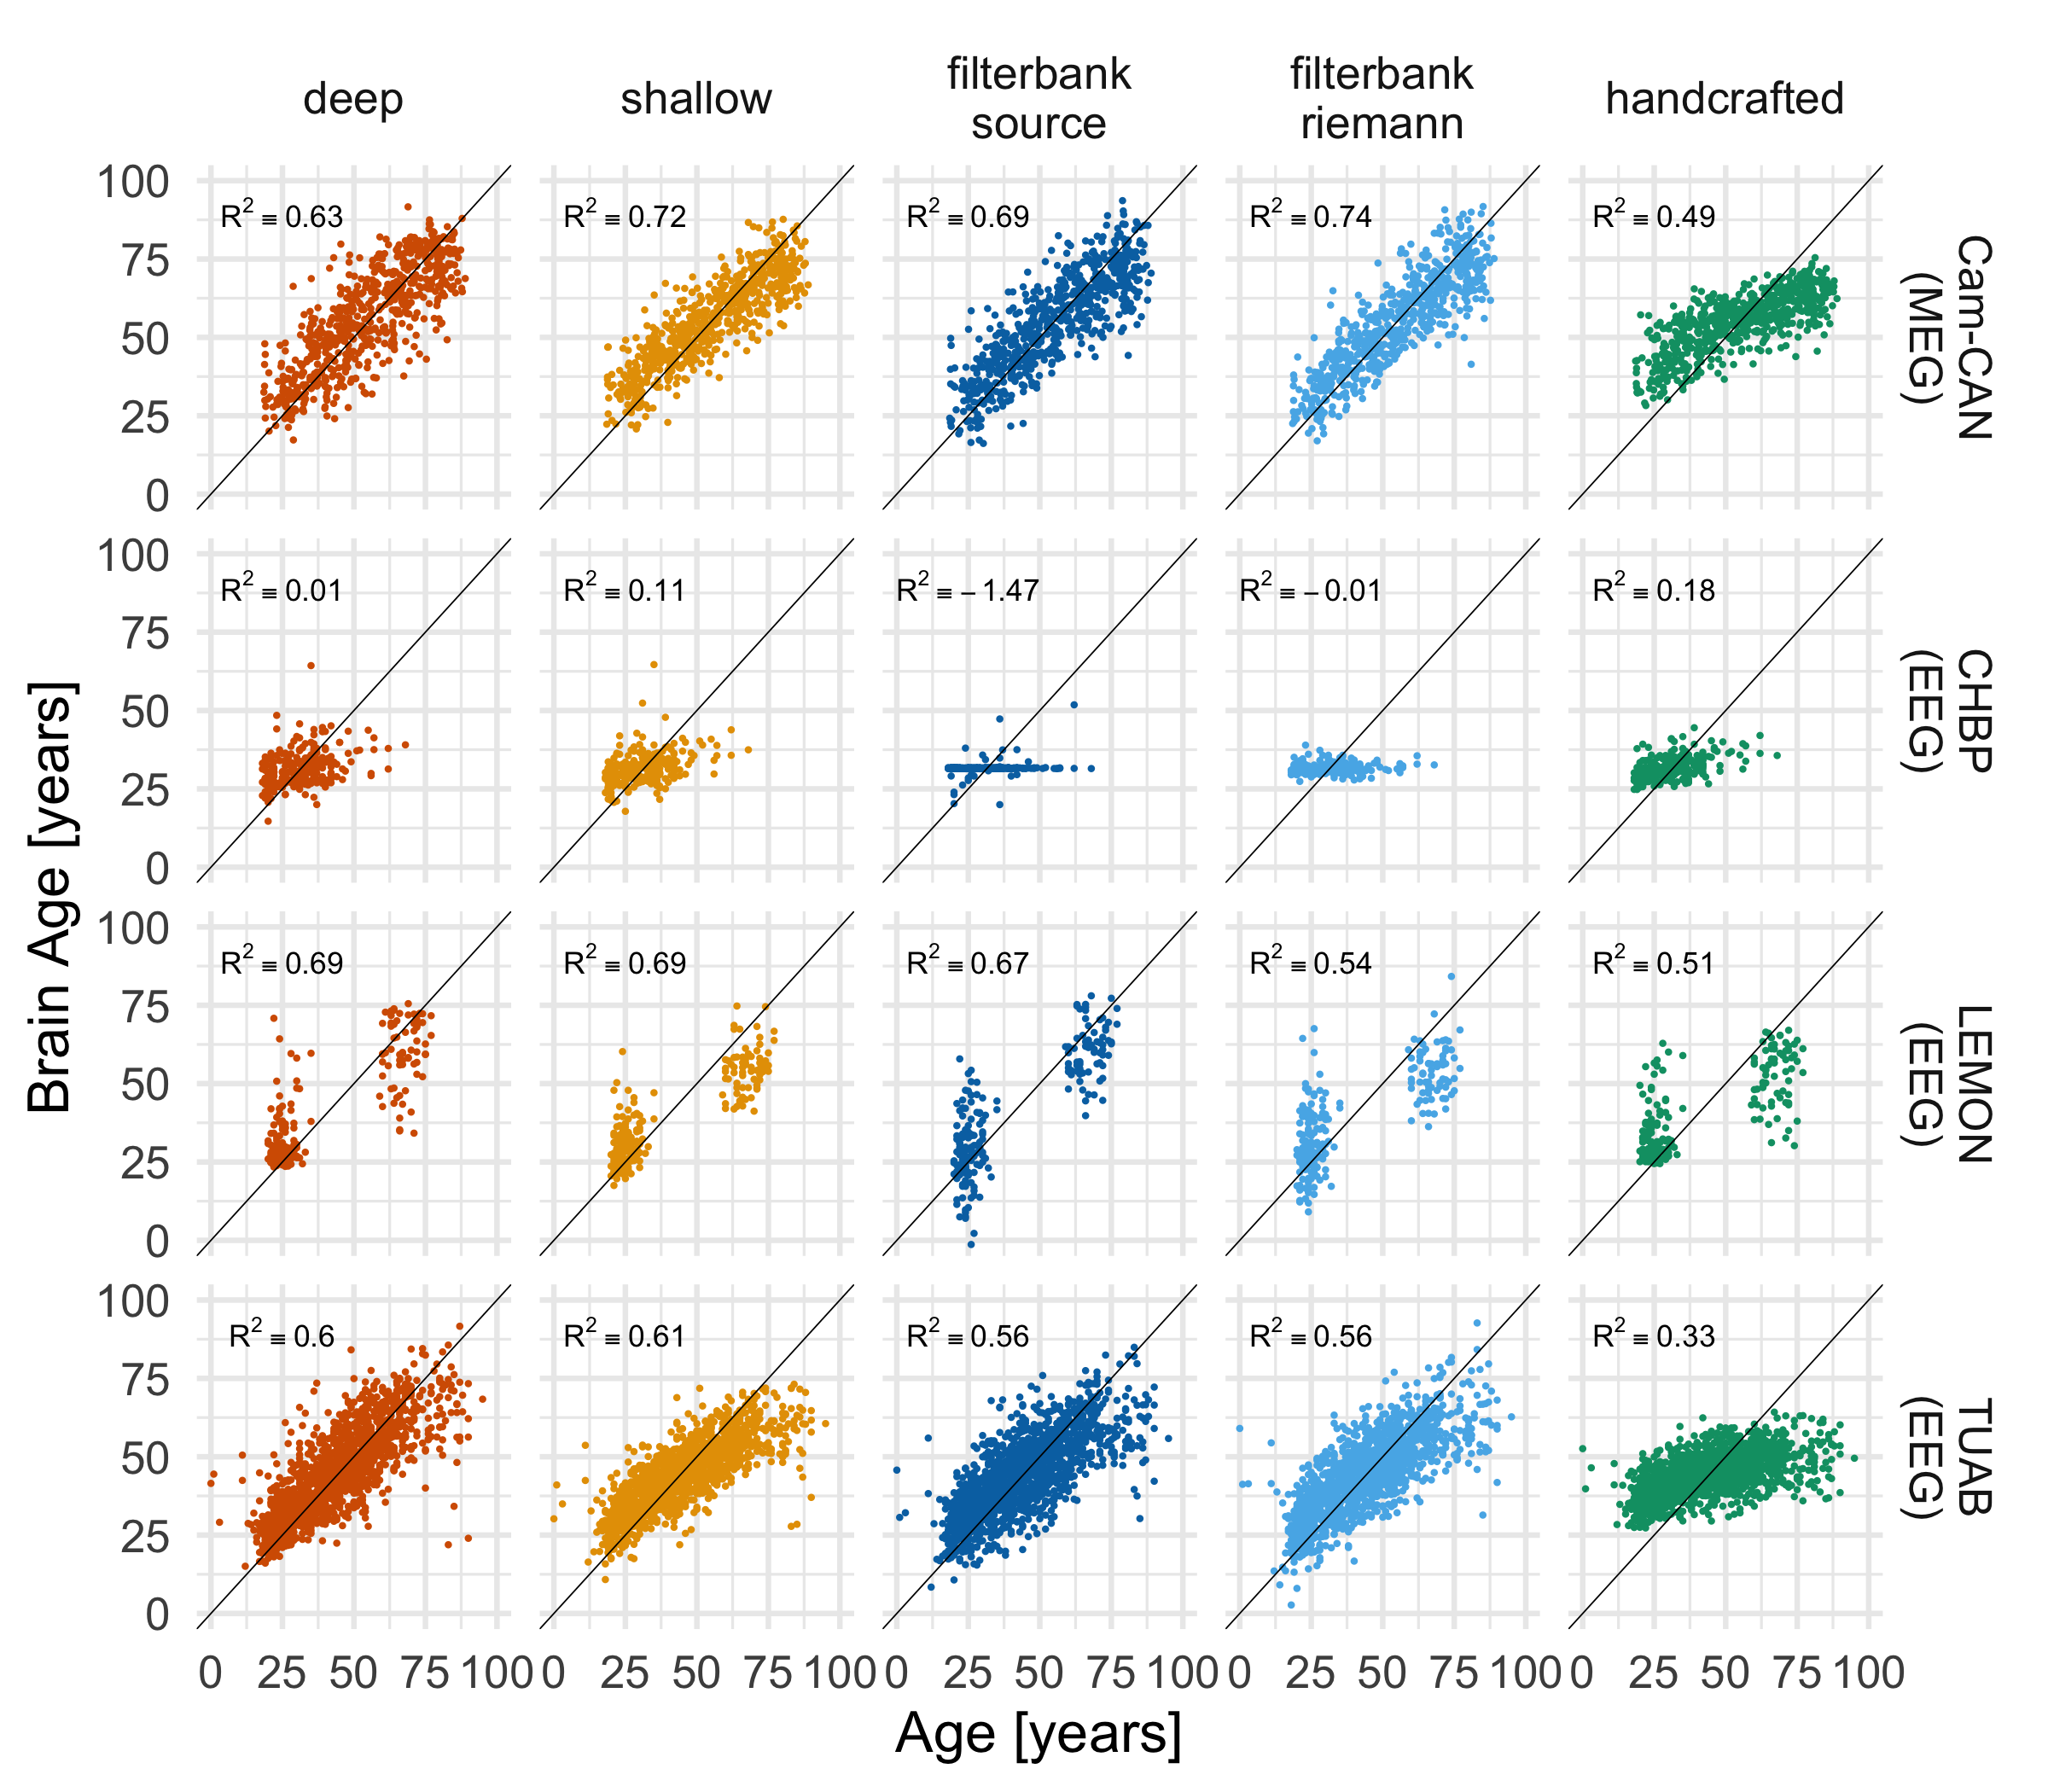 deep
shallow
filterbank
source
filterbank
riemann
handcrafted
100
75
50
25
0
R² = 0.63
R² = 0.72
R² = 0.69
R² = 0.74
R² = 0.49
Cam-CAN
(MEG)
100
75
50
25
0
R² = 0.01
R² = 0.11
R² = − 1.47
R² = − 0.01
R² = 0.18
CHBP
(EEG)
Brain Age [years]
100
75
50
25
0
R² = 0.69
R² = 0.69
R² = 0.67
R² = 0.54
R² = 0.51
LEMON
(EEG)
100
75
50
25
0
R² = 0.6
R² = 0.61
R² = 0.56
R² = 0.56
R² = 0.33
TUAB
(EEG)
0 25 50 75 100 0 25 50 75 100 0 25 50 75 100 0 25 50 75 100 0 25 50 75 100
Age [years]